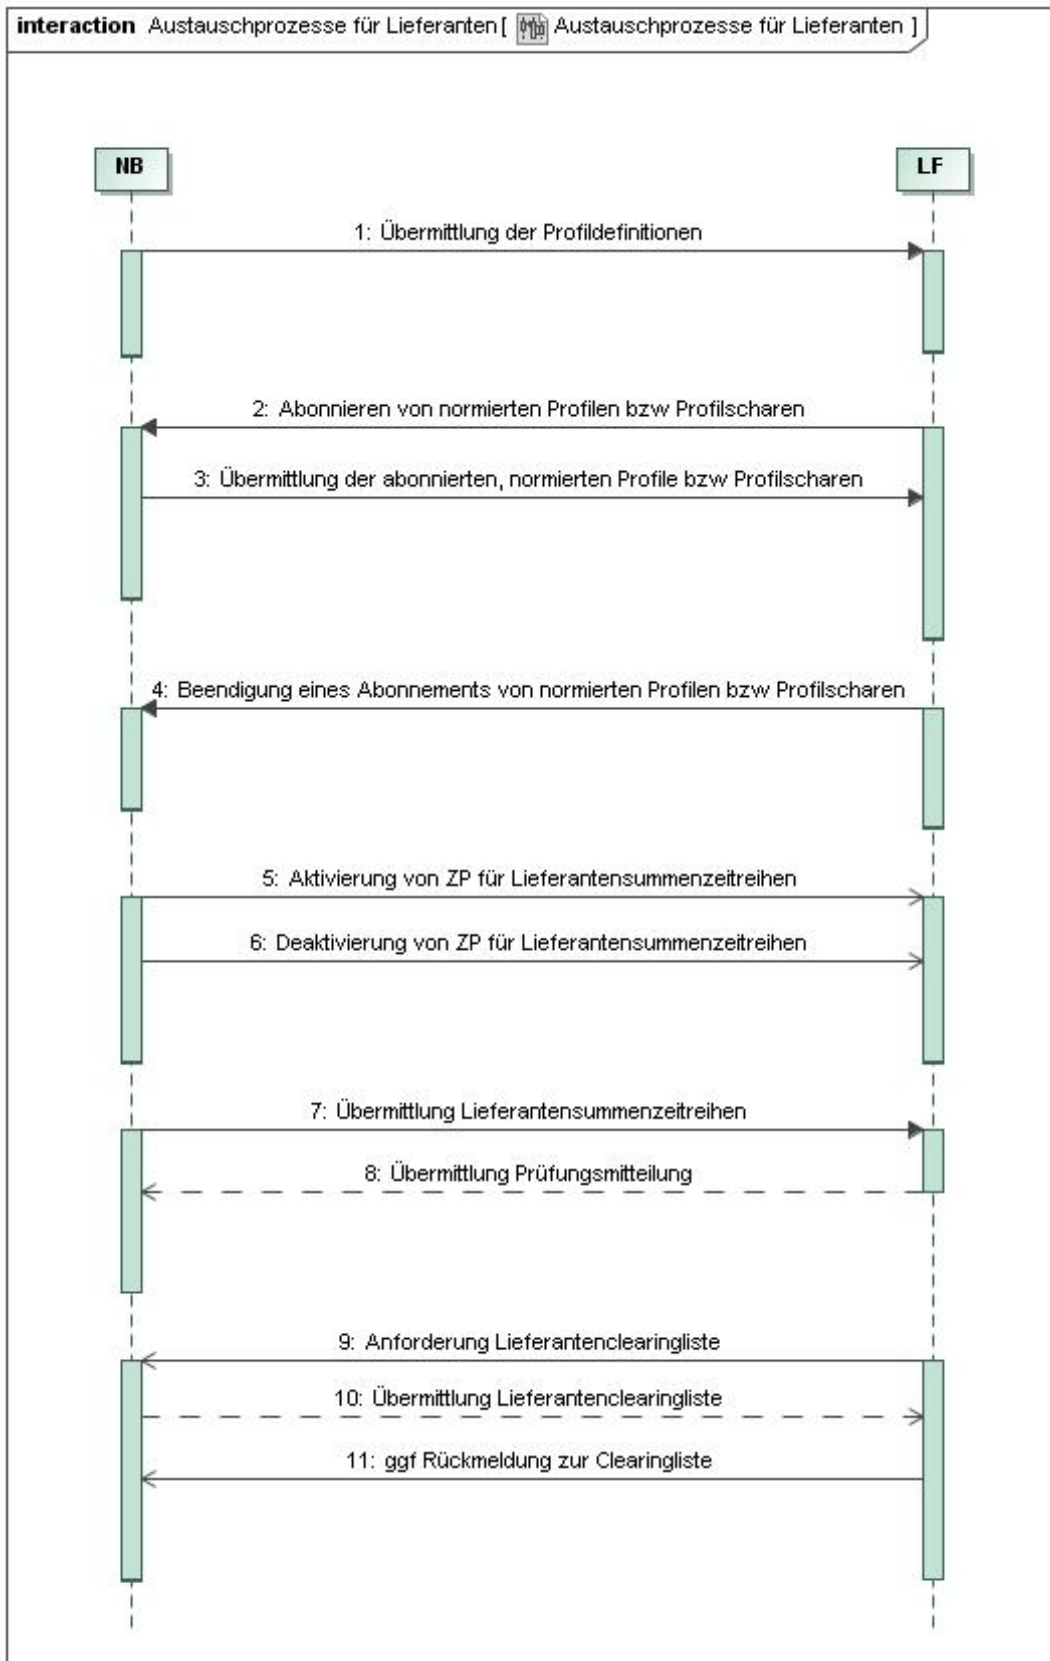 interaction Austauschprozesse für Lieferanten [ Austauschprozesse für Lieferanten ]
NB
LF
1: Übermittlung der Profildefinitionen
2: Abonnieren von normierten Profilen bzw Profilscharen
3: Übermittlung der abonnierten, normierten Profile bzw Profilscharen
4: Beendigung eines Abonnements von normierten Profilen bzw Profilscharen
5: Aktivierung von ZP für Lieferantensummenzeitreihen
6: Deaktivierung von ZP für Lieferantensummenzeitreihen
7: Übermittlung Lieferantensummenzeitreihen
8: Übermittlung Prüfungsmitteilung
9: Anforderung Lieferantenclearingliste
10: Übermittlung Lieferantenclearingliste
11: ggf Rückmeldung zur Clearingliste